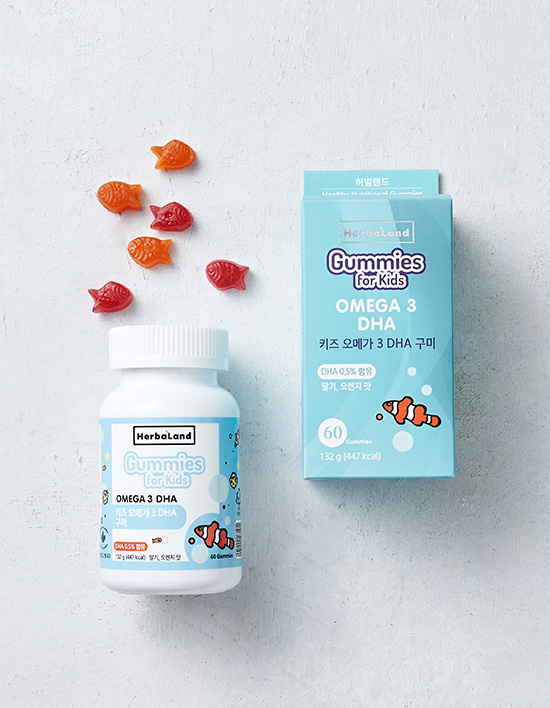 허벌랜드
Healthy Nutritional Gummies
HerbaLand
Gummies
for Kids
OMEGA 3
DHA
키즈 오메가 3 DHA 구미
DHA 0.5% 함유
딸기, 오렌지 맛
60
Gummies
132 g (447 kcal)
HerbaLand
Gummies
for Kids
OMEGA 3 DHA
키즈 오메가 3 DHA
구미
DHA 0.5% 함유
132 g (447 kcal)
딸기, 오렌지 맛
60 Gummies